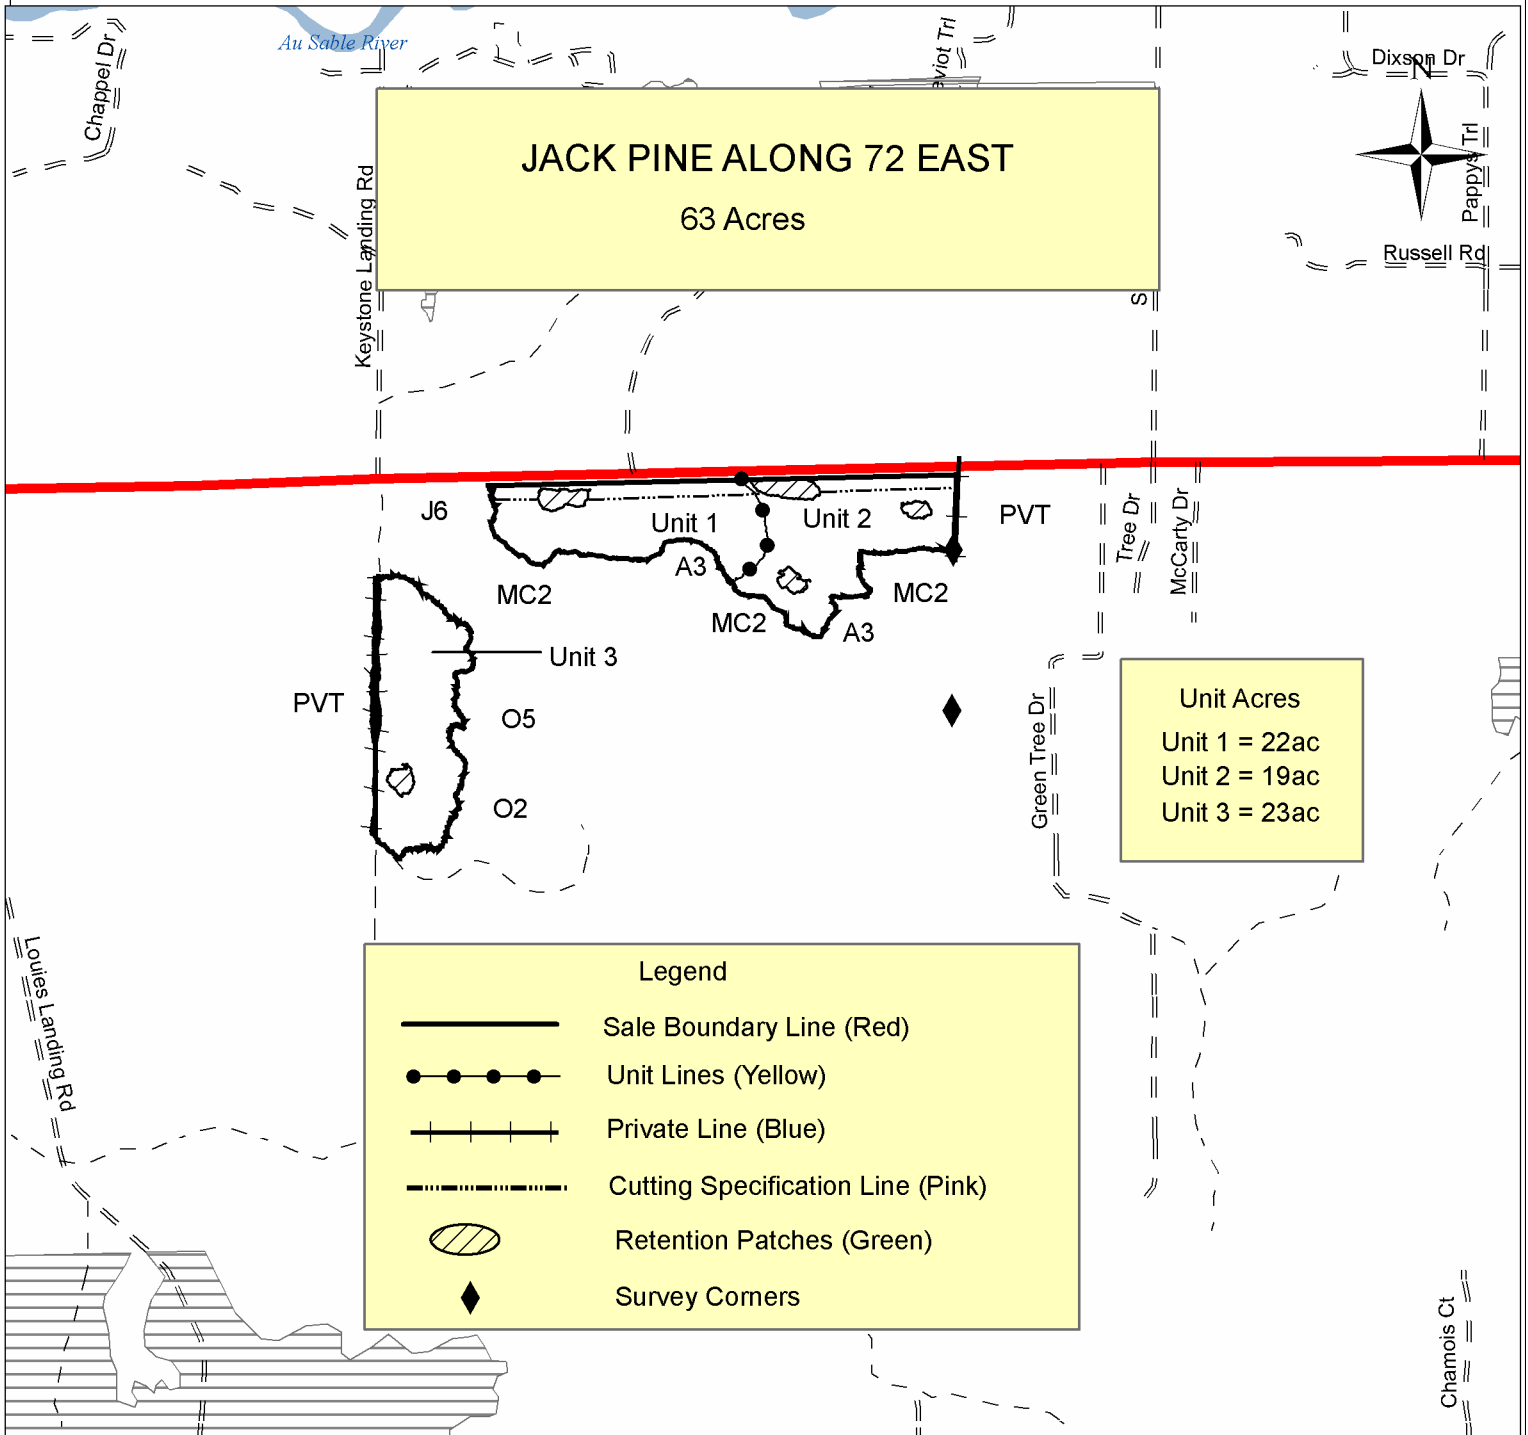 Au Sable River
Chappel Dr
eviot Trl
Dixson Dr
N
Pappys Trl
Russell Rd
JACK PINE ALONG 72 EAST
63 Acres
Keystone Landing Rd
S
J6
Unit 1
Unit 2
PVT
A3
MC2
MC2
MC2
A3
Tree Dr
McCarty Dr
Unit 3
PVT
O5
O2
Green Tree Dr
Unit Acres
Unit 1 = 22ac
Unit 2 = 19ac
Unit 3 = 23ac
Louies Landing Rd
Legend
Sale Boundary Line (Red)
Unit Lines (Yellow)
Private Line (Blue)
Cutting Specification Line (Pink)
Retention Patches (Green)
Survey Corners
Chamois Ct